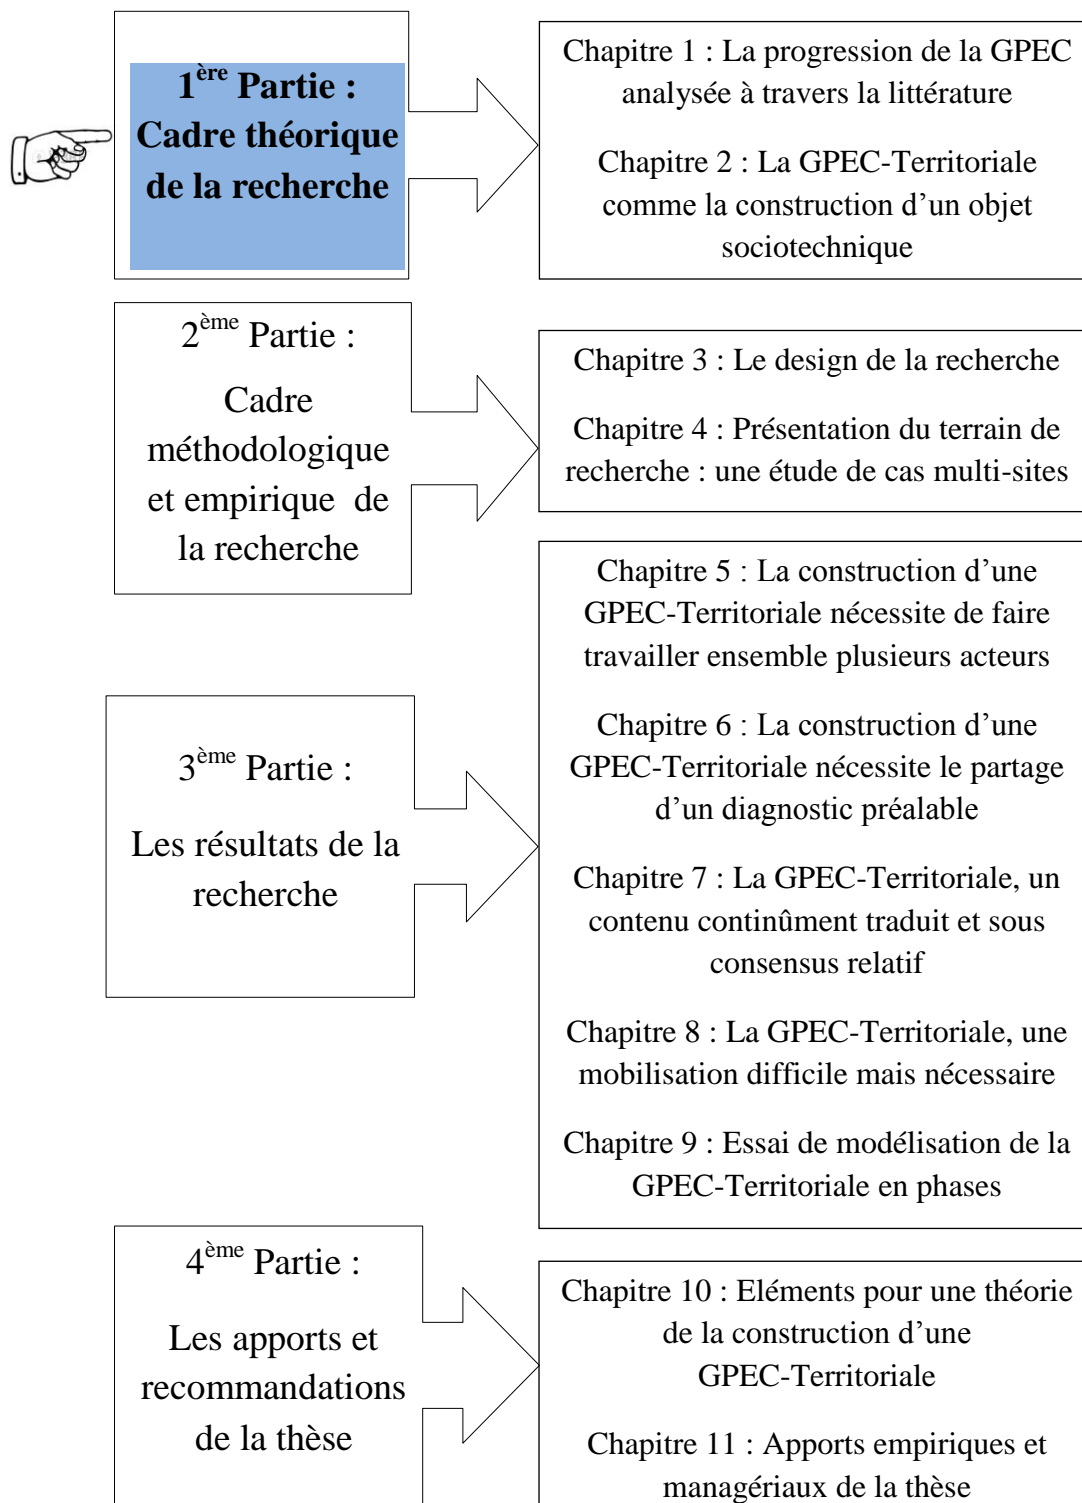 1ère Partie :
Cadre théorique
de la recherche
Chapitre 1 : La progression de la GPEC
analysée à travers la littérature
Chapitre 2 : La GPEC-Territoriale
comme la construction d’un objet
sociotechnique
2ème Partie :
Cadre
méthodologique
et empirique de
la recherche
Chapitre 3 : Le design de la recherche
Chapitre 4 : Présentation du terrain de
recherche : une étude de cas multi-sites
3ème Partie :
Les résultats de la
recherche
Chapitre 5 : La construction d’une
GPEC-Territoriale nécessite de faire
travailler ensemble plusieurs acteurs
Chapitre 6 : La construction d’une
GPEC-Territoriale nécessite le partage
d’un diagnostic préalable
Chapitre 7 : La GPEC-Territoriale, un
contenu continûment traduit et sous
consensus relatif
Chapitre 8 : La GPEC-Territoriale, une
mobilisation difficile mais nécessaire
Chapitre 9 : Essai de modélisation de la
GPEC-Territoriale en phases
4ème Partie :
Les apports et
recommandations
de la thèse
Chapitre 10 : Eléments pour une théorie
de la construction d’une
GPEC-Territoriale
Chapitre 11 : Apports empiriques et
managériaux de la thèse